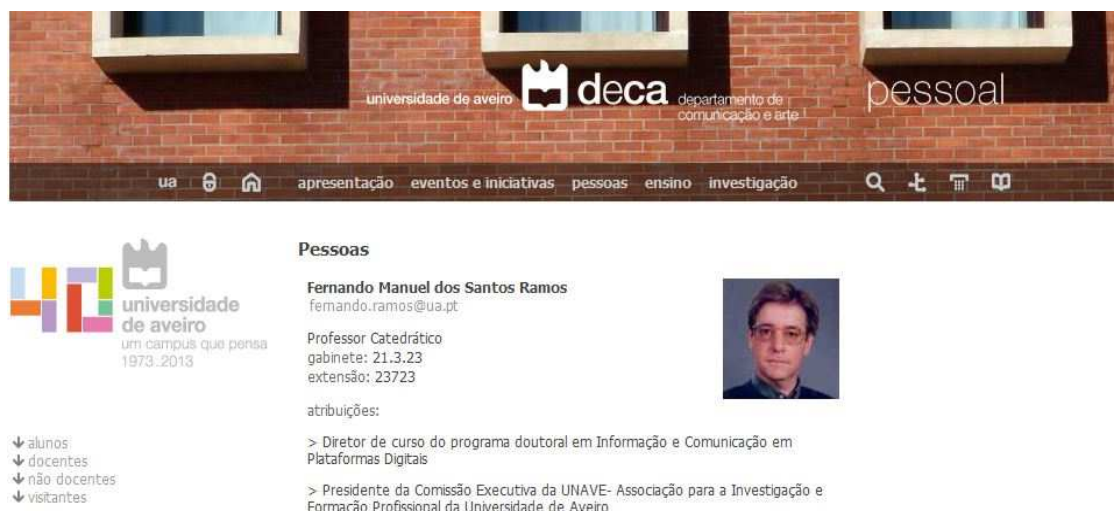 universidade de aveiro deca departamento de comunicação e arte
pessoal
ua apresentação eventos e iniciativas pessoas ensino investigação
40
universidade
de aveiro
um campus que pensa
1973..2013
alunos
docentes
não docentes
visitantes
Pessoas
Fernando Manuel dos Santos Ramos
fernando.ramos@ua.pt
Professor Catedrático
gabinete: 21.3.23
extensão: 23723
atribuições:
> Diretor de curso do programa doutoral em Informação e Comunicação em
Plataformas Digitais
> Presidente da Comissão Executiva da UNAVE- Associação para a Investigação e
Formação Profissional da Universidade de Aveiro